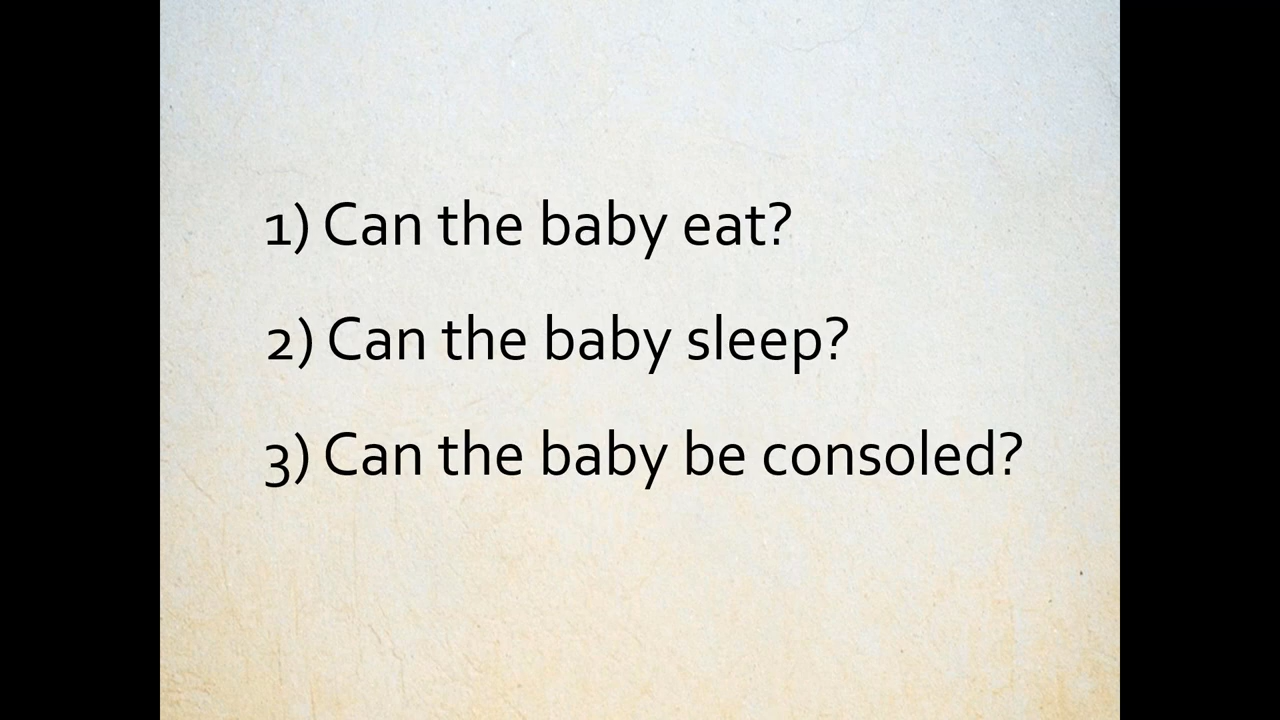 1) Can the baby eat?
2) Can the baby sleep?
3) Can the baby be consoled?